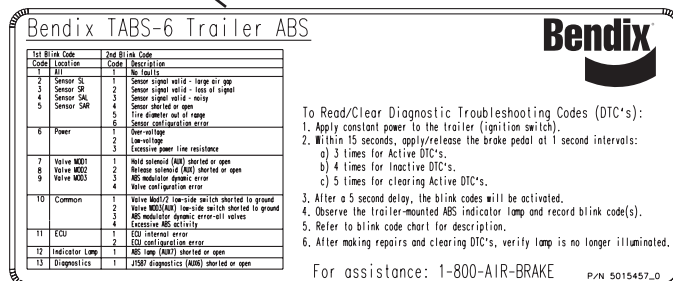 Bendix TABS-6 Trailer ABS
Bendix
1st Blink Code 2nd Blink Code
Code Location Code Description
1 All 1 No faults
2 Sensor SL 1 Sensor signal valid - large air gap
3 Sensor SR 2 Sensor signal valid - loss of signal
4 Sensor SAL 3 Sensor signal valid - noisy
5 Sensor SAR 4 Sensor shorted or open
5 Tire diameter out of range
6 Sensor configuration error
6 Power 1 Over-voltage
2 Low-voltage
3 Excessive power line resistance
7 Valve MOD1 1 Hold solenoid (AUX) shorted or open
8 Valve MOD2 2 Release solenoid (AUX) shorted or open
9 Valve MOD3 3 ABS modulator dynamic error
4 Valve configuration error
10 Common 1 Valve Mod1/2 low-side switch shorted to ground
2 Valve MOD3(AUX) low-side switch shorted to ground
3 ABS modulator dynamic error-all valves
4 Excessive ABS activity
11 ECU 1 ECU internal error
2 ECU configuration error
12 Indicator Lamp 1 ABS lamp (AUX7) shorted or open
13 Diagnostics 1 J1587 diagnostics (AUX6) shorted or open
To Read/Clear Diagnostic Troubleshooting Codes (DTC's):
1. Apply constant power to the trailer (ignition switch).
2. Within 15 seconds, apply/release the brake pedal at 1 second intervals:
a) 3 times for Active DTC's.
b) 4 times for Inactive DTC's.
c) 5 times for clearing Active DTC's.
3. After a 5 second delay, the blink codes will be activated.
4. Observe the trailer-mounted ABS indicator lamp and record blink code(s).
5. Refer to blink code chart for description.
6. After making repairs and clearing DTC's, verify lamp is no longer illuminated.
For assistance: 1-800-AIR-BRAKE
P/N 5015457_0